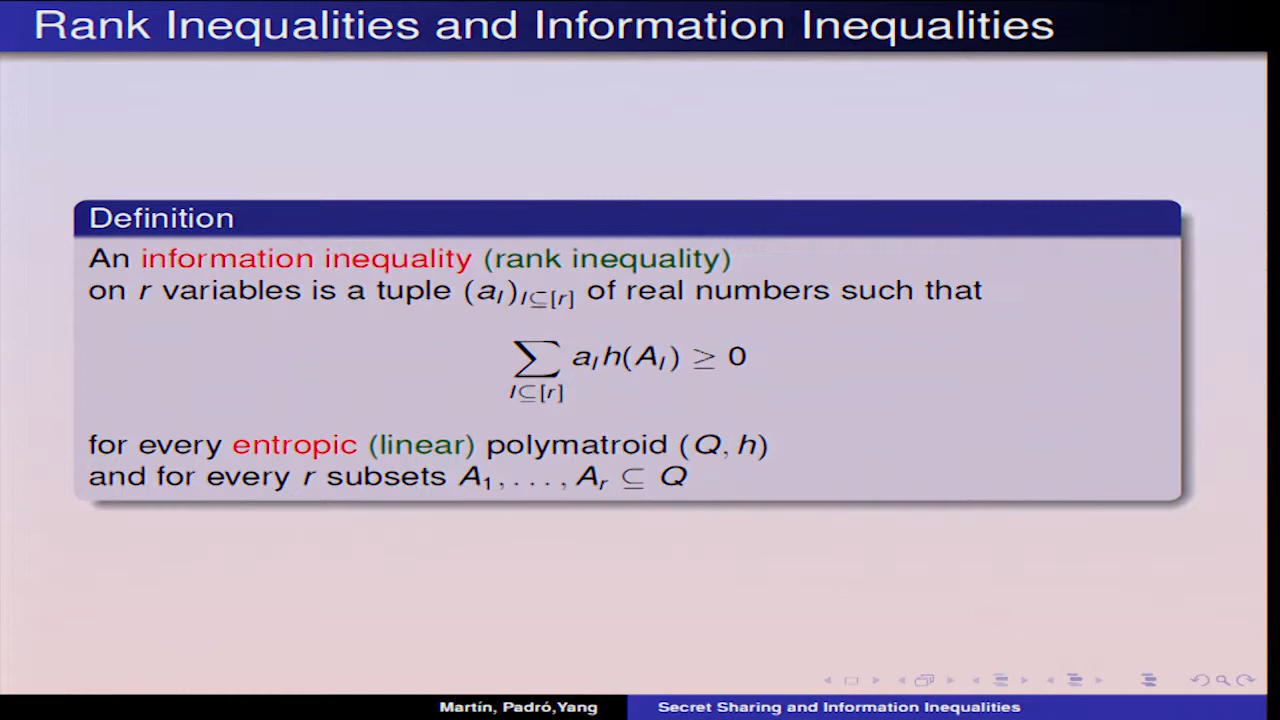 Rank Inequalities and Information Inequalities
Definition
An information inequality (rank inequality)
on r variables is a tuple (a_I)_{I⊆[r]} of real numbers such that
∑_{I⊆[r]} a_I h(A_I) ≥ 0
for every entropic (linear) polymatroid (Q, h)
and for every r subsets A₁, . . . , A_r ⊆ Q
Martín, Padró,Yang
Secret Sharing and Information Inequalities